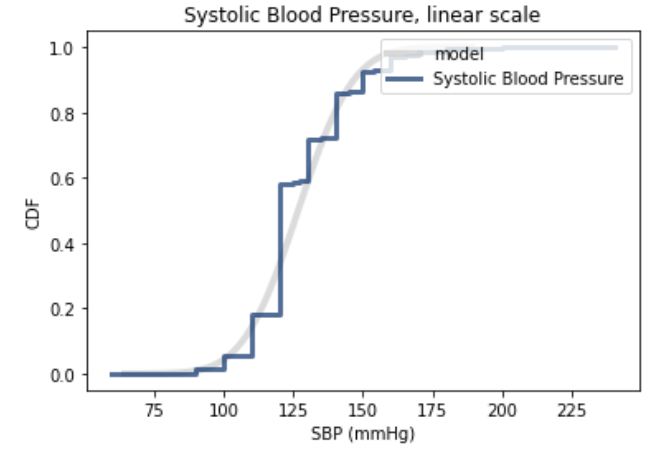 Systolic Blood Pressure, linear scale
1.0
0.8
0.6
0.4
0.2
0.0
CDF
model
Systolic Blood Pressure
75 100 125 150 175 200 225
SBP (mmHg)